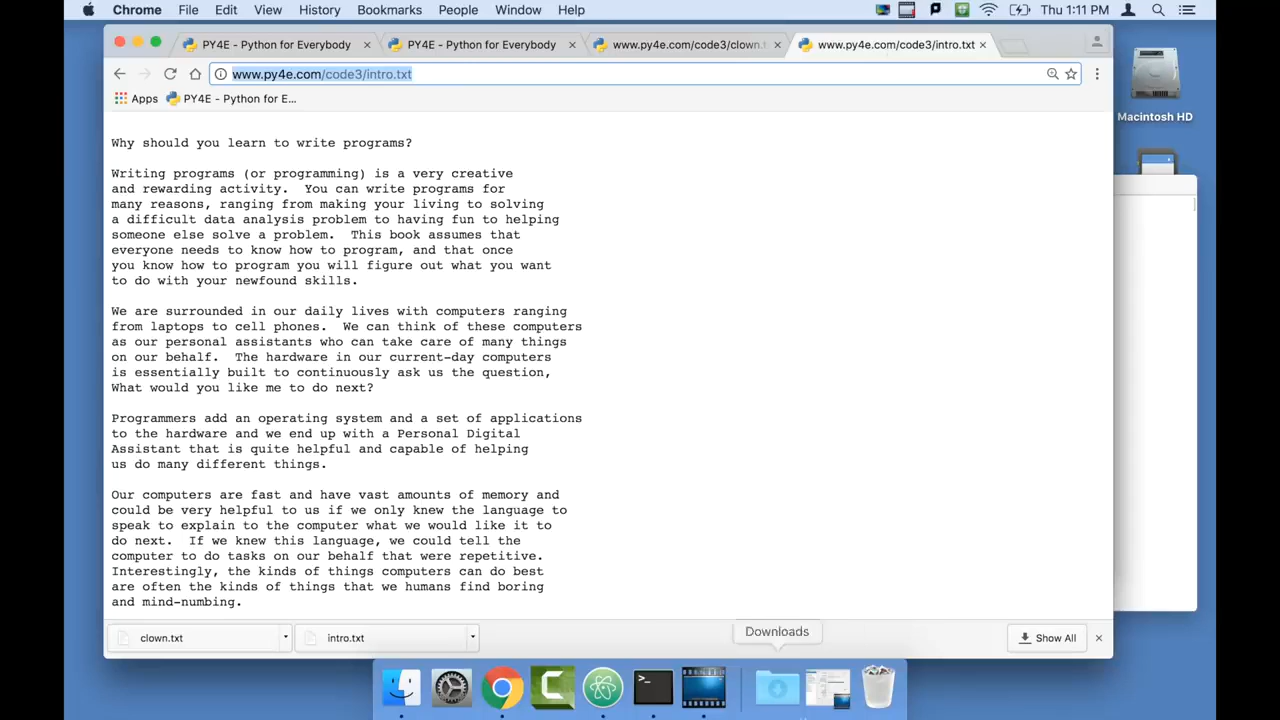 Chrome File Edit View History Bookmarks People Window Help Thu 1:11 PM
PY4E - Python for Everybody PY4E - Python for Everybody www.py4e.com/code3/clown.t www.py4e.com/code3/intro.txt
www.py4e.com/code3/intro.txt
Apps PY4E - Python for E...
Macintosh HD
Why should you learn to write programs?
Writing programs (or programming) is a very creative
and rewarding activity.  You can write programs for
many reasons, ranging from making your living to solving
a difficult data analysis problem to having fun to helping
someone else solve a problem.  This book assumes that
everyone needs to know how to program, and that once
you know how to program you will figure out what you want
to do with your newfound skills.
We are surrounded in our daily lives with computers ranging
from laptops to cell phones.  We can think of these computers
as our personal assistants who can take care of many things
on our behalf.  The hardware in our current-day computers
is essentially built to continuously ask us the question,
What would you like me to do next?
Programmers add an operating system and a set of applications
to the hardware and we end up with a Personal Digital
Assistant that is quite helpful and capable of helping
us do many different things.
Our computers are fast and have vast amounts of memory and
could be very helpful to us if we only knew the language to
speak to explain to the computer what we would like it to
do next.  If we knew this language, we could tell the
computer to do tasks on our behalf that were repetitive.
Interestingly, the kinds of things computers can do best
are often the kinds of things that we humans find boring
and mind-numbing.
clown.txt intro.txt Downloads Show All